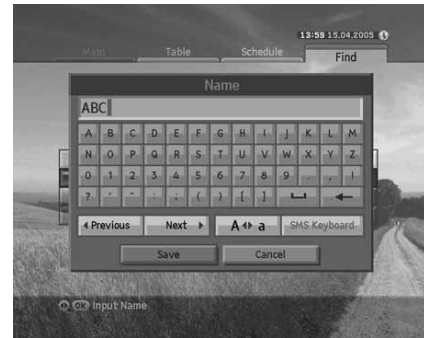 13:59 15.04.2005
Main Table Schedule Find
Name
ABC
A B C D E F G H I J K L M
N O P Q R S T U V W X Y Z
0 1 2 3 4 5 6 7 8 9 . , !
? ' " : ; ( ) [ ]
Previous Next A a SMS Keyboard
Save Cancel
OK Input Name